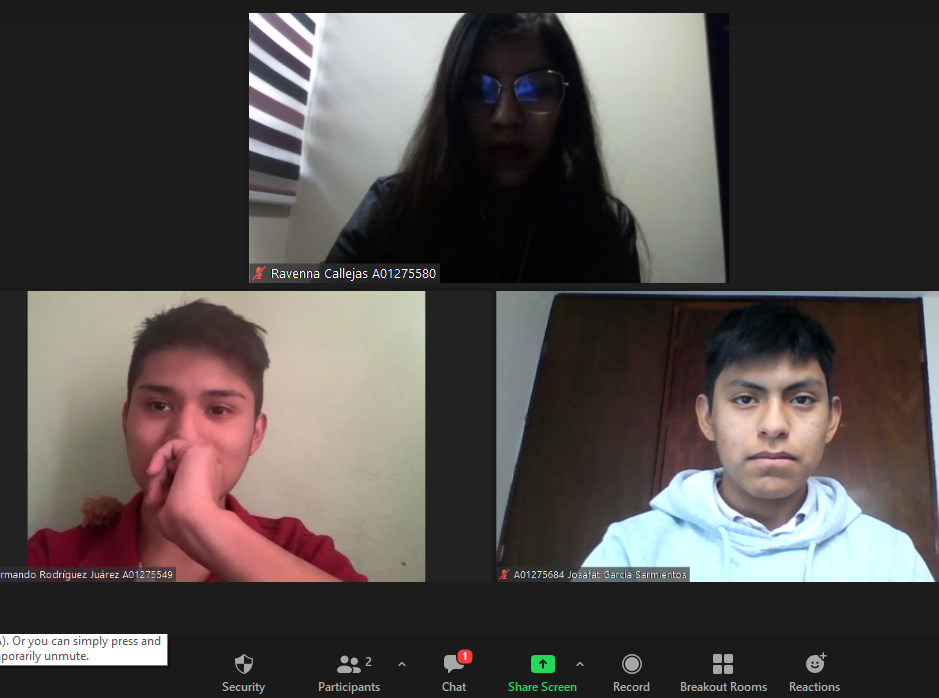 Ravenna Callejas A01275580
rmando Rodríguez Juárez A01275549
A01275684 Josafat Garcia Sarmientos
A). Or you can simply press and
porarily unmute.
2
1
Security
Participants
Chat
Share Screen
Record
Breakout Rooms
Reactions